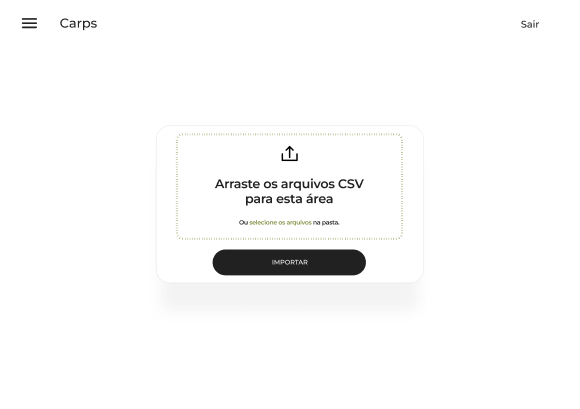 Carps
Sair
Arraste os arquivos CSV
para esta área
Ou selecione os arquivos na pasta.
IMPORTAR